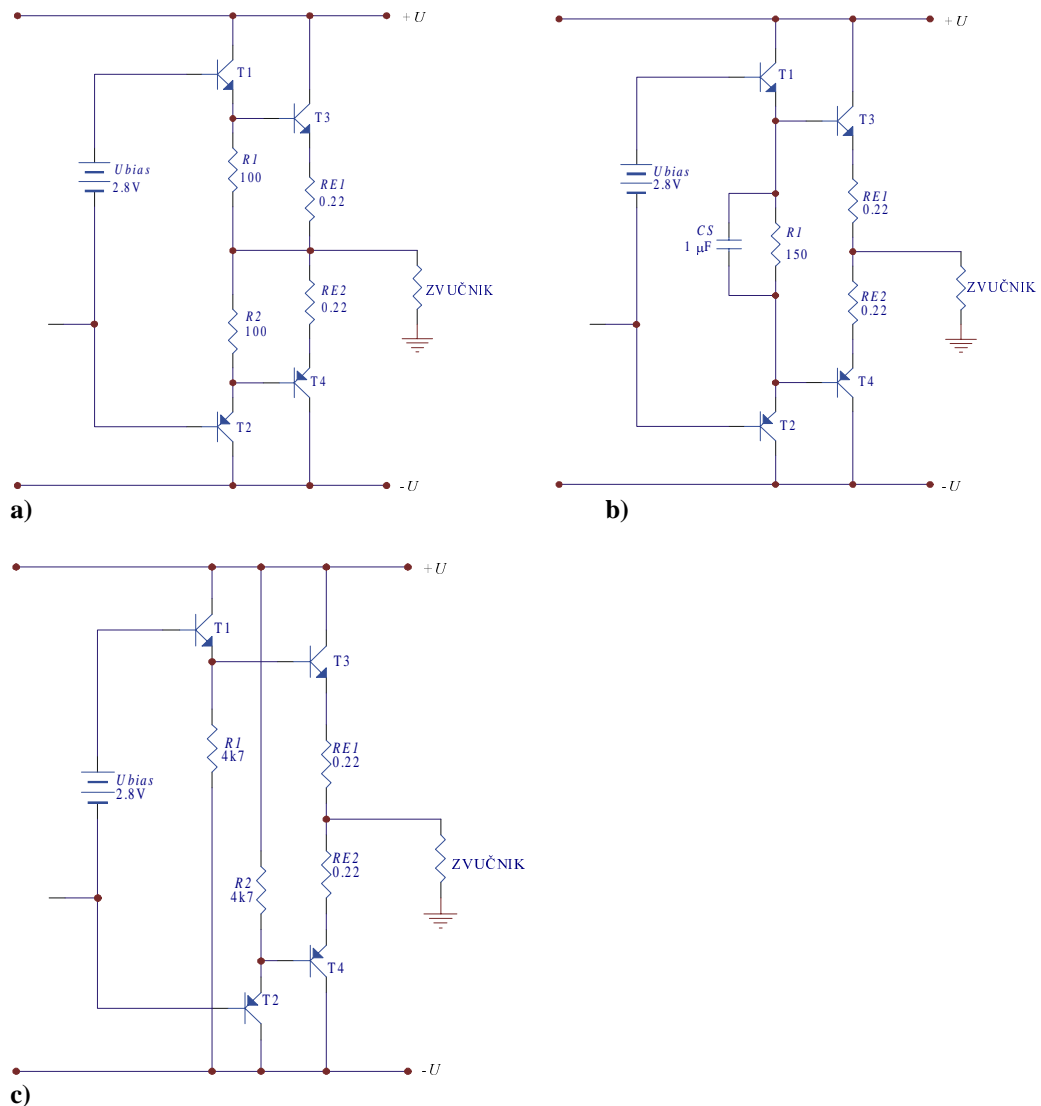 +U
T1
T3
R1
100
Ubias
2.8V
RE1
0.22
ZVUČNIK
R2
100
RE2
0.22
T4
T2
-U
a)
+U
T1
T3
Ubias
2.8V
RE1
0.22
CS
1 µF
R1
150
ZVUČNIK
RE2
0.22
T4
T2
-U
b)
+U
T1
T3
R1
4k7
RE1
0.22
Ubias
2.8V
RE2
0.22
ZVUČNIK
R2
4k7
T4
T2
-U
c)